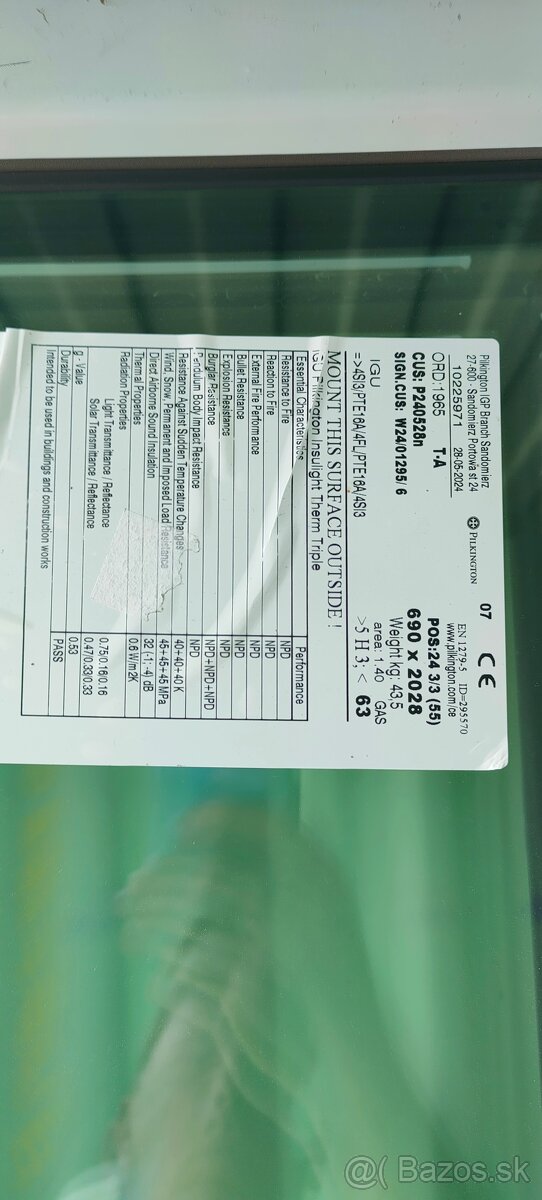 Pilkington IGP Branch Sandomierz
27-600 - Sandomierz Portowa st 24
10225971 28-05-2024
PILKINGTON
07 CE
EN 1279-5 ID=295570
www.pilkington.com/ce
ORD:1965 T-A
POS:24 3/3 (55)
CUS: P240528n
690 x 2028
SIGN.CUS: W24/01295/6
Weight kg: 43,5
area: 1.40 GAS
IGU
>5 H 3; < 63
=>4SI3/PTE16A/4FL/PTE16A/4SI3
MOUNT THIS SURFACE OUTSIDE !
IGU Pilkington Insulight Therm Triple
Essential Characteristics Performance
Resistance to Fire NPD
Reaction to Fire NPD
External Fire Performance NPD
Bullet Resistance NPD
Explosion Resistance NPD
Burglar Resistance NPD+NPD+NPD
Pendulum Body Impact Resistance NPD
Resistance Against Sudden Temperature Changes 40+40+40 K
Wind, Snow, Permanent and Imposed Load Resistance 45+45+45 MPa
Direct Airborne Sound Insulation 32 (-1;-4) dB
Thermal Properties 0.6 W/m2K
Radiation Properties
Light Transmittance / Reflectance 0.75/0.16/0.16
Solar Transmittance / Reflectance 0.47/0.33/0.33
g - Value 0.53
Durability PASS
Intended to be used in buildings and construction works
@| Bazos.sk